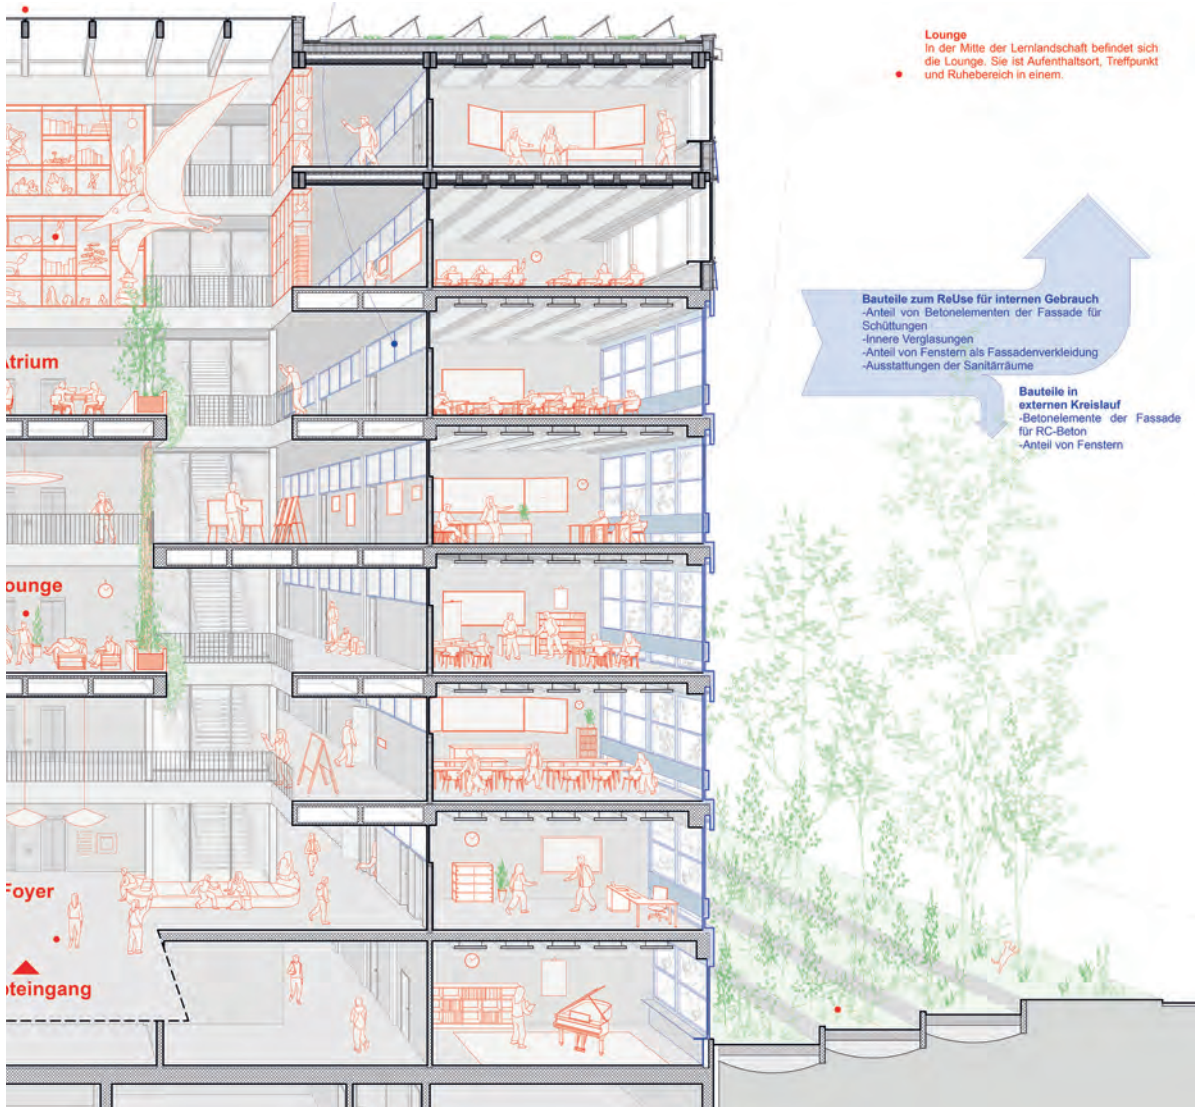 Lounge
In der Mitte der Lernlandschaft befindet sich
die Lounge. Sie ist Aufenthaltsort, Treffpunkt
und Ruhebereich in einem.
Bauteile zum ReUse für internen Gebrauch
-Anteil von Betonelementen der Fassade für
Schüttungen
-Innere Verglasungen
-Anteil von Fenstern als Fassadenverkleidung
-Ausstattungen der Sanitärräume
Atrium
Bauteile in
externen Kreislauf
-Betonelemente der Fassade
für RC-Beton
-Anteil von Fenstern
ounge
Foyer
oteingang